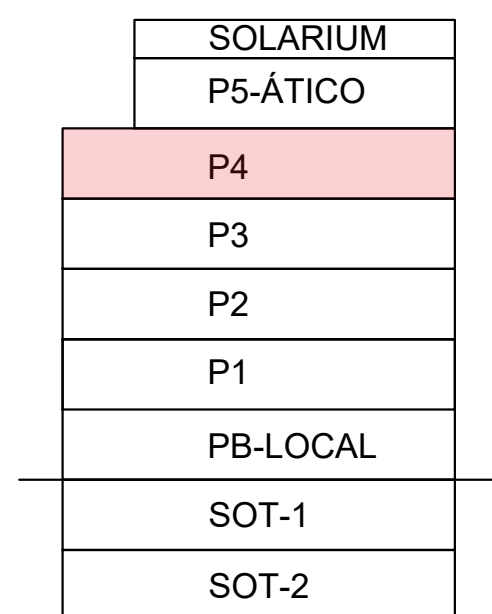 SOLARIUM
P5-ÁTICO
P4
P3
P2
P1
PB-LOCAL
SOT-1
SOT-2